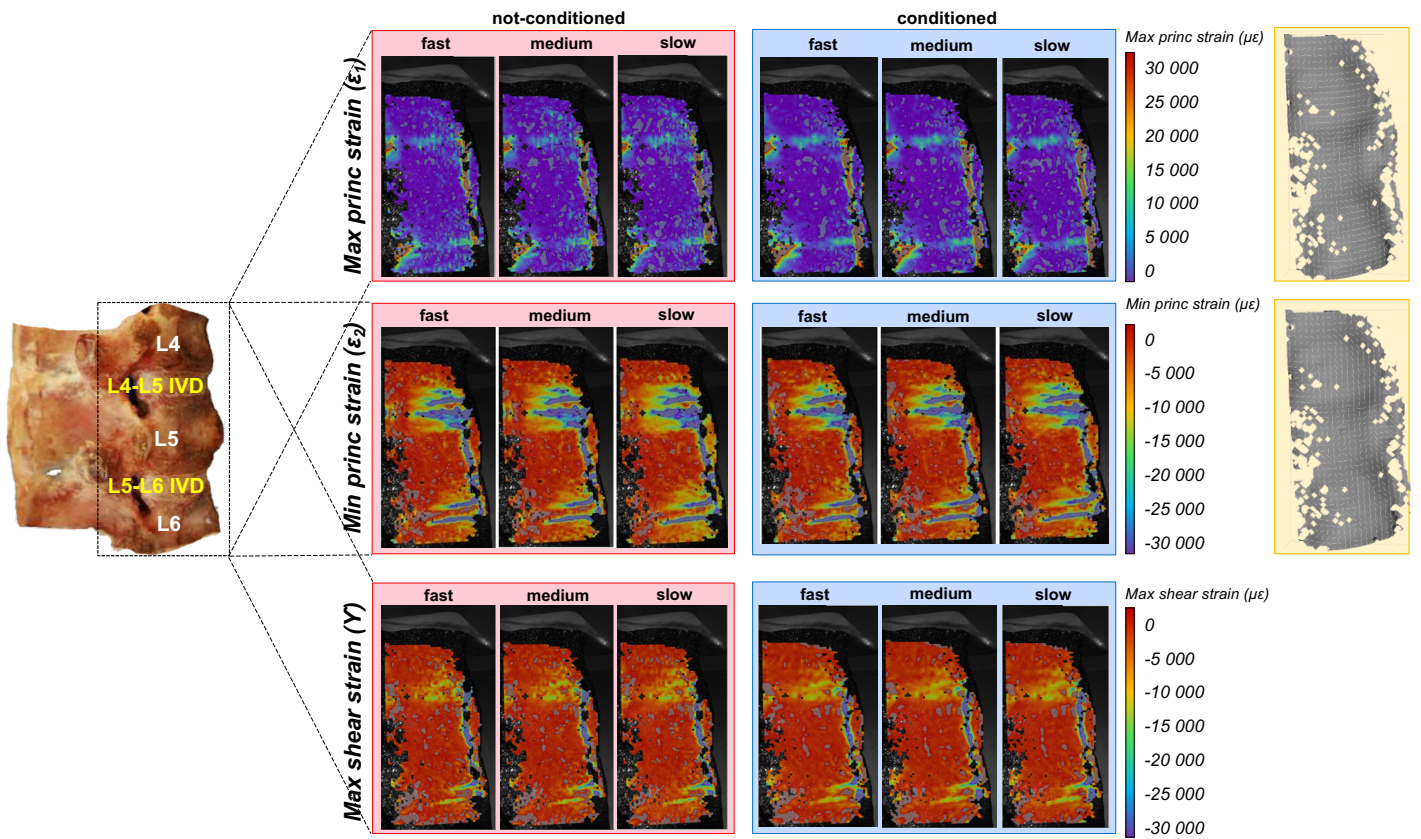 not-conditioned
conditioned
Max princ strain (ε1)
fast
medium
slow
fast
medium
slow
Max princ strain (με)
30 000
25 000
20 000
15 000
10 000
5 000
0
L4
L4-L5 IVD
L5
L5-L6 IVD
L6
Min princ strain (ε2)
fast
medium
slow
fast
medium
slow
Min princ strain (με)
0
-5 000
-10 000
-15 000
-20 000
-25 000
-30 000
Max shear strain (ϒ)
fast
medium
slow
fast
medium
slow
Max shear strain (με)
0
-5 000
-10 000
-15 000
-20 000
-25 000
-30 000